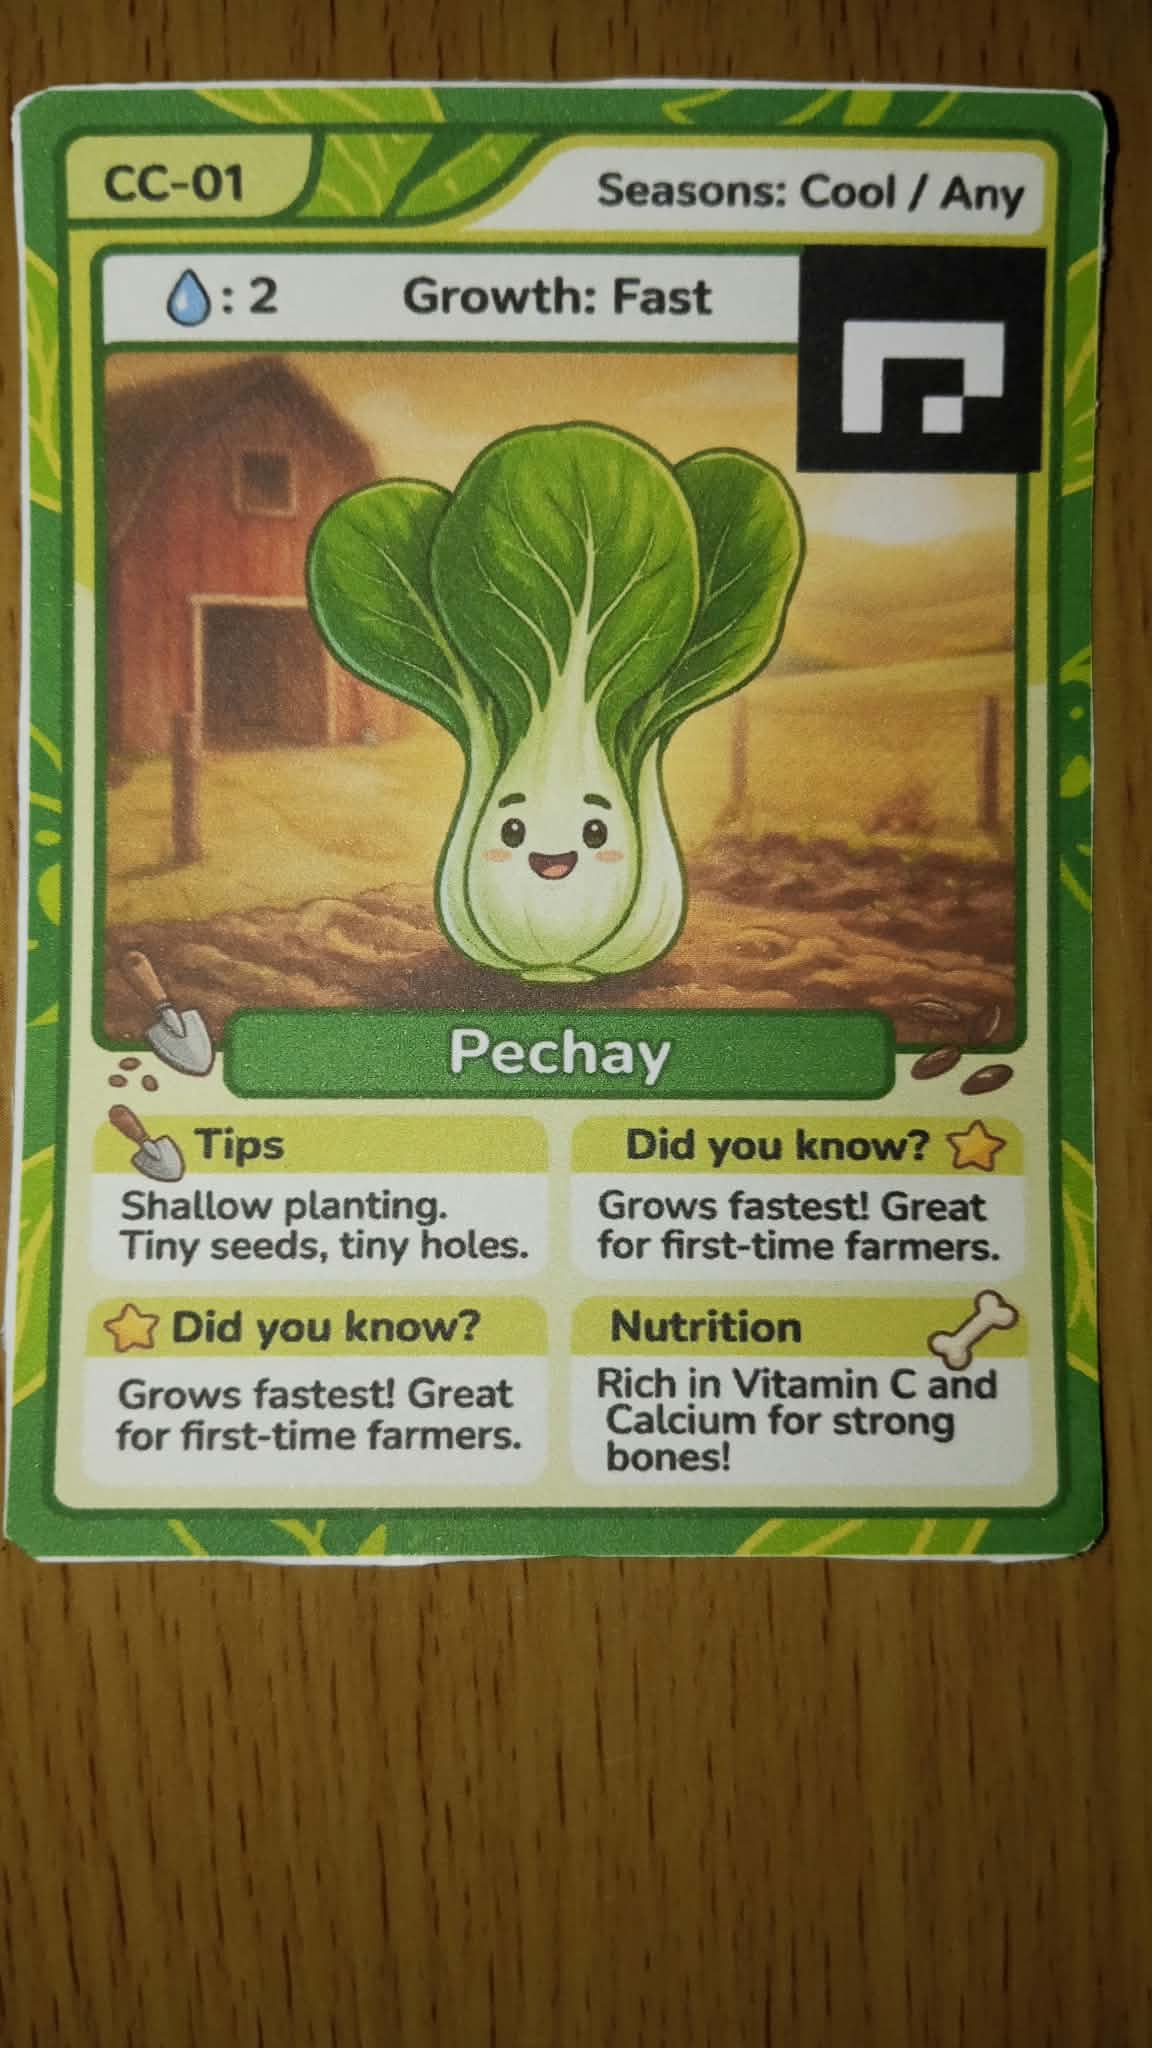 CC-01
Seasons: Cool / Any
: 2
Growth: Fast
Pechay
Tips
Shallow planting.
Tiny seeds, tiny holes.
Did you know?
Grows fastest! Great
for first-time farmers.
Did you know?
Grows fastest! Great
for first-time farmers.
Nutrition
Rich in Vitamin C and
Calcium for strong
bones!